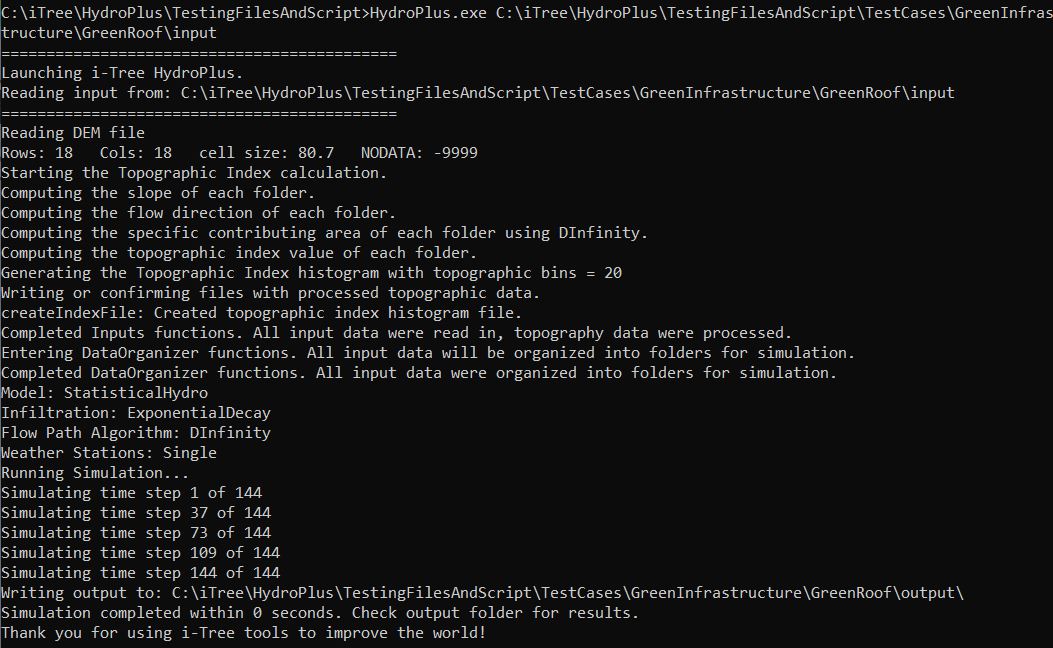 C:\iTree\HydroPlus\TestingFilesAndScript>HydroPlus.exe C:\iTree\HydroPlus\TestingFilesAndScript\TestCases\GreenInfras
tructure\GreenRoof\input
============================================
Launching i-Tree HydroPlus.
Reading input from: C:\iTree\HydroPlus\TestingFilesAndScript\TestCases\GreenInfrastructure\GreenRoof\input
============================================
Reading DEM file
Rows: 18   Cols: 18   cell size: 80.7   NODATA: -9999
Starting the Topographic Index calculation.
Computing the slope of each folder.
Computing the flow direction of each folder.
Computing the specific contributing area of each folder using DInfinity.
Computing the topographic index value of each folder.
Generating the Topographic Index histogram with topographic bins = 20
Writing or confirming files with processed topographic data.
createIndexFile: Created topographic index histogram file.
Completed Inputs functions. All input data were read in, topography data were processed.
Entering DataOrganizer functions. All input data will be organized into folders for simulation.
Completed DataOrganizer functions. All input data were organized into folders for simulation.
Model: StatisticalHydro
Infiltration: ExponentialDecay
Flow Path Algorithm: DInfinity
Weather Stations: Single
Running Simulation...
Simulating time step 1 of 144
Simulating time step 37 of 144
Simulating time step 73 of 144
Simulating time step 109 of 144
Simulating time step 144 of 144
Writing output to: C:\iTree\HydroPlus\TestingFilesAndScript\TestCases\GreenInfrastructure\GreenRoof\output\
Simulation completed within 0 seconds. Check output folder for results.
Thank you for using i-Tree tools to improve the world!